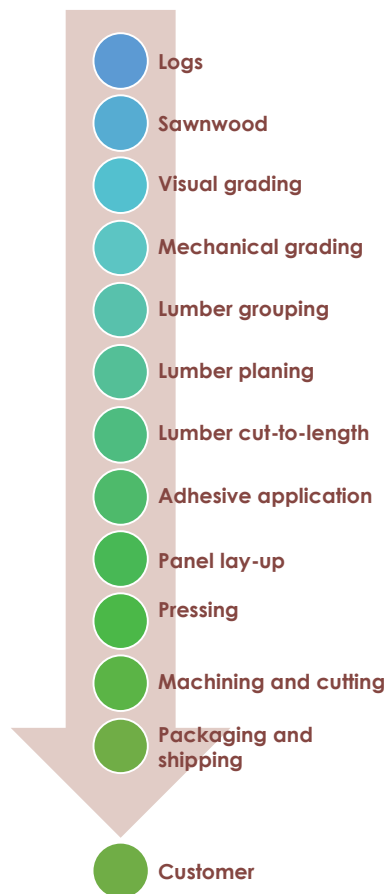 Logs
Sawnwood
Visual grading
Mechanical grading
Lumber grouping
Lumber planing
Lumber cut-to-length
Adhesive application
Panel lay-up
Pressing
Machining and cutting
Packaging and
shipping
Customer